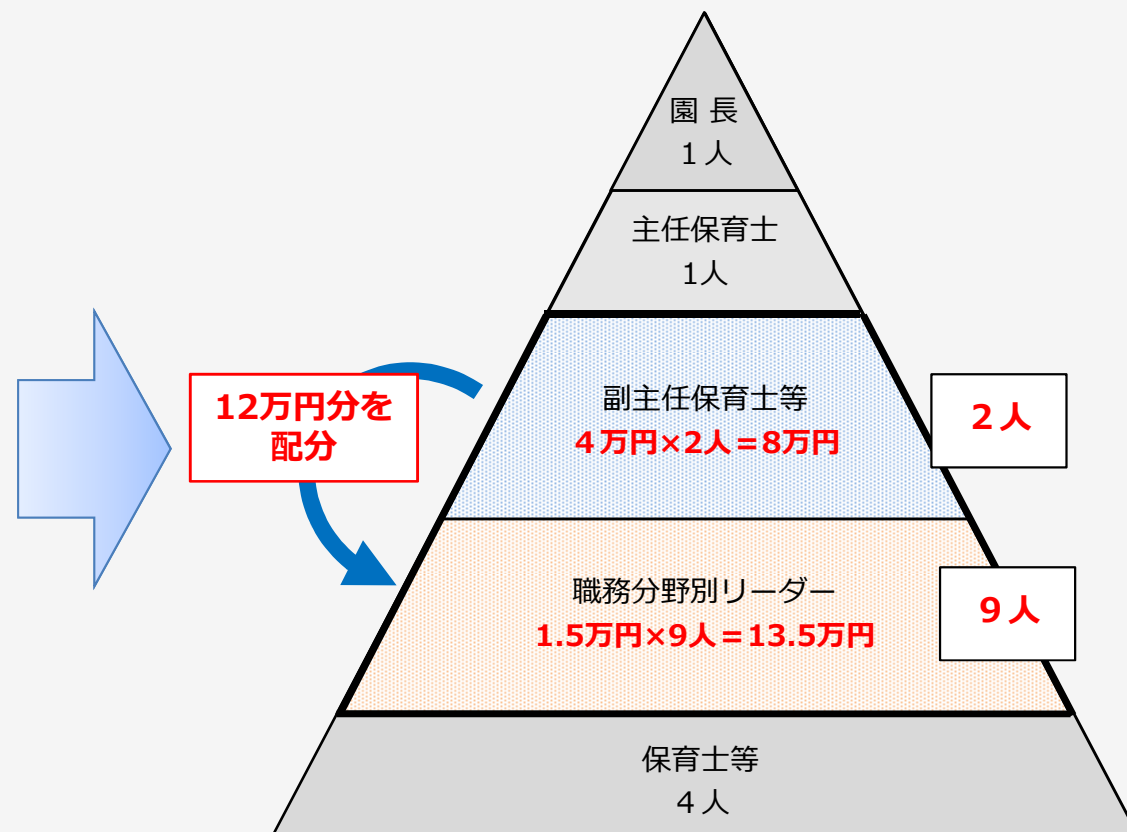 園 長
1 人
主任保育士
1人
12万円分を
配分
副主任保育士等
４万円×2人＝8万円
２人
職務分野別リーダー
1.5万円×9人＝13.5万円
９人
保育士等
４人